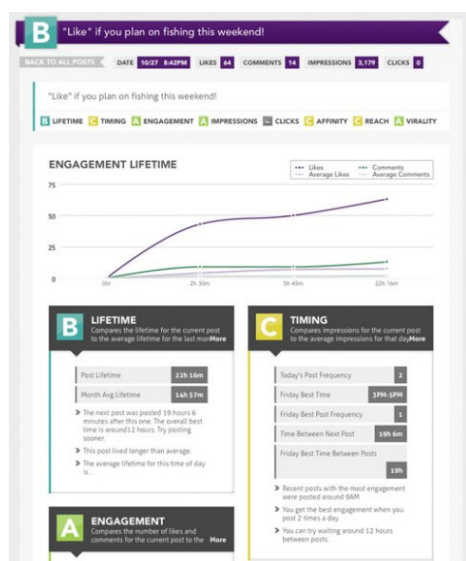 B "Like" if you plan on fishing this weekend!
BACK TO ALL POSTS DATE 10/27 8:42PM LIKES 64 COMMENTS 14 IMPRESSIONS 3,179 CLICKS 0
"Like" if you plan on fishing this weekend!
B LIFETIME C TIMING A ENGAGEMENT A IMPRESSIONS – CLICKS C AFFINITY C REACH A VIRALITY
ENGAGEMENT LIFETIME
Likes Comments
Average Likes Average Comments
75
50
25
0
0hr 2h 30m 5h 45m 22h 16m
B LIFETIME
Compares the lifetime for the current post
to the average lifetime for the last mon More
Post Lifetime 22h 16m
Month Avg Lifetime 14h 57m
The next post was posted 19 hours 6
minutes after this one. The overall best
time is around12 hours. Try posting
sooner.
This post lived longer than average.
The average lifetime for this time of day
is .
A ENGAGEMENT
Compares the number of likes and
comments for the current post to the More
C TIMING
Compares impressions for the current post
to the average impressions for that day More
Today's Post Frequency 2
Friday Best Time 3PM-5PM
Friday Best Post Frequency 1
Time Between Next Post 19h 6m
Friday Best Time Between Posts
19h
Recent posts with the most engagement
were posted around 9AM
You get the best engagement when you
post 2 times a day.
You can try waiting around 12 hours
between posts.